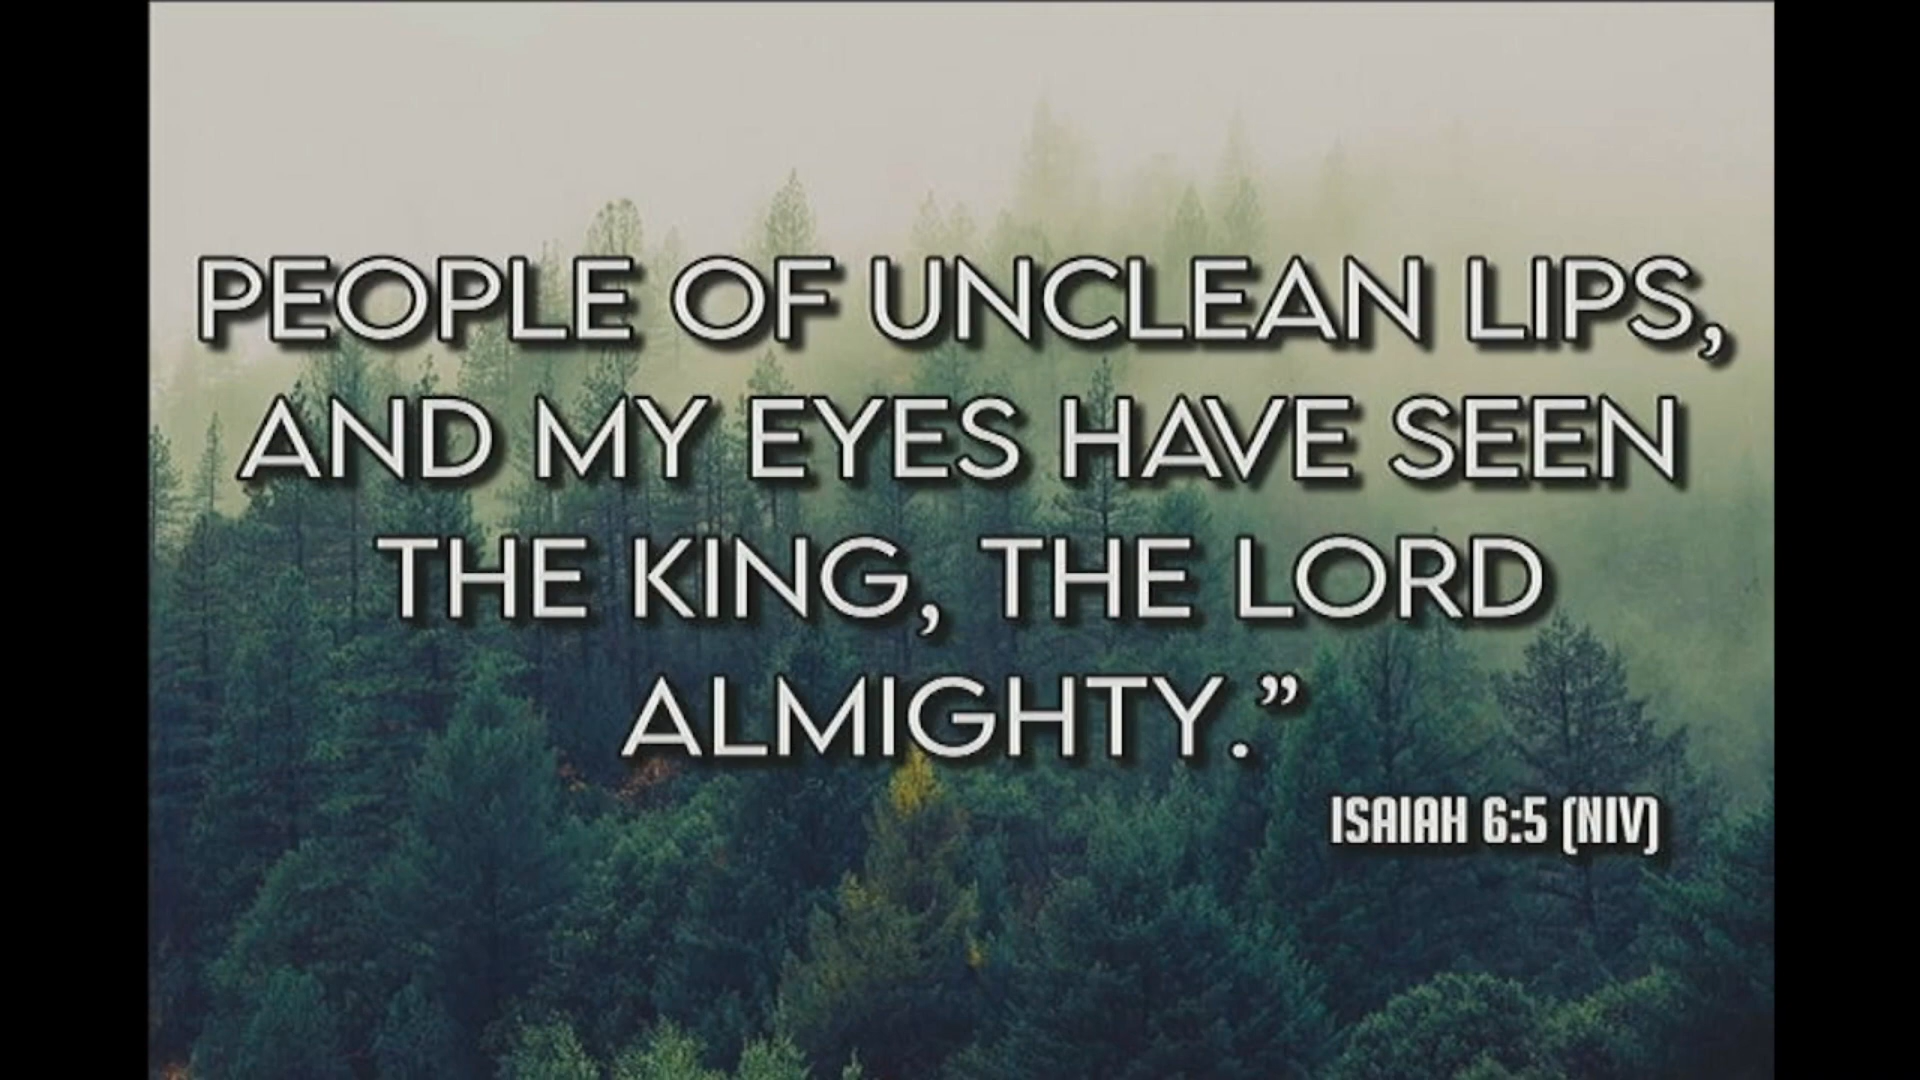 PEOPLE OF UNCLEAN LIPS,
AND MY EYES HAVE SEEN
THE KING, THE LORD
ALMIGHTY.”
ISAIAH 6:5 (NIV)